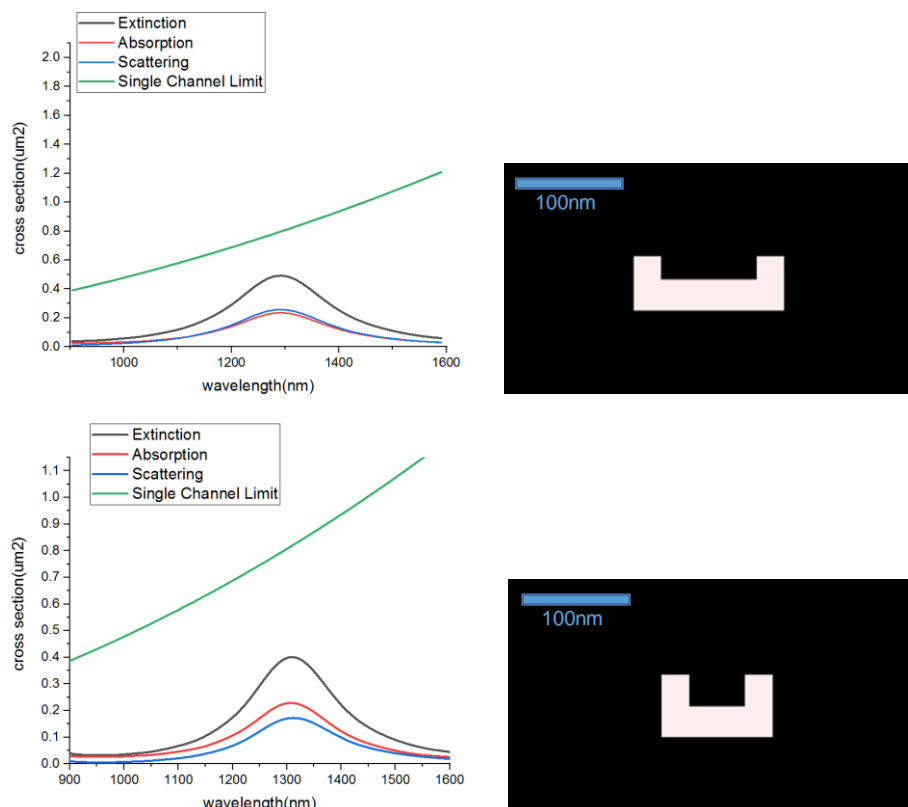 Extinction
Absorption
Scattering
Single Channel Limit
2.0
1.8
1.6
1.4
1.2
1.0
0.8
0.6
0.4
0.2
0.0
cross section(um2)
1000
1200
1400
1600
wavelength(nm)
100nm
Extinction
Absorption
Scattering
Single Channel Limit
1.1
1.0
0.9
0.8
0.7
0.6
0.5
0.4
0.3
0.2
0.1
0.0
cross section(um2)
900
1000
1100
1200
1300
1400
1500
1600
wavelength(nm)
100nm